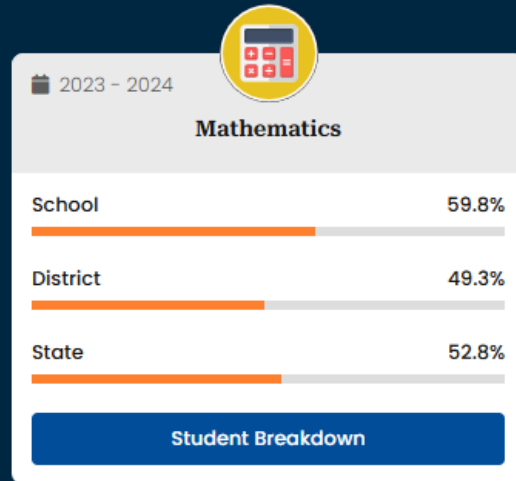 2023 - 2024
Mathematics
School 59.8%
District 49.3%
State 52.8%
Student Breakdown